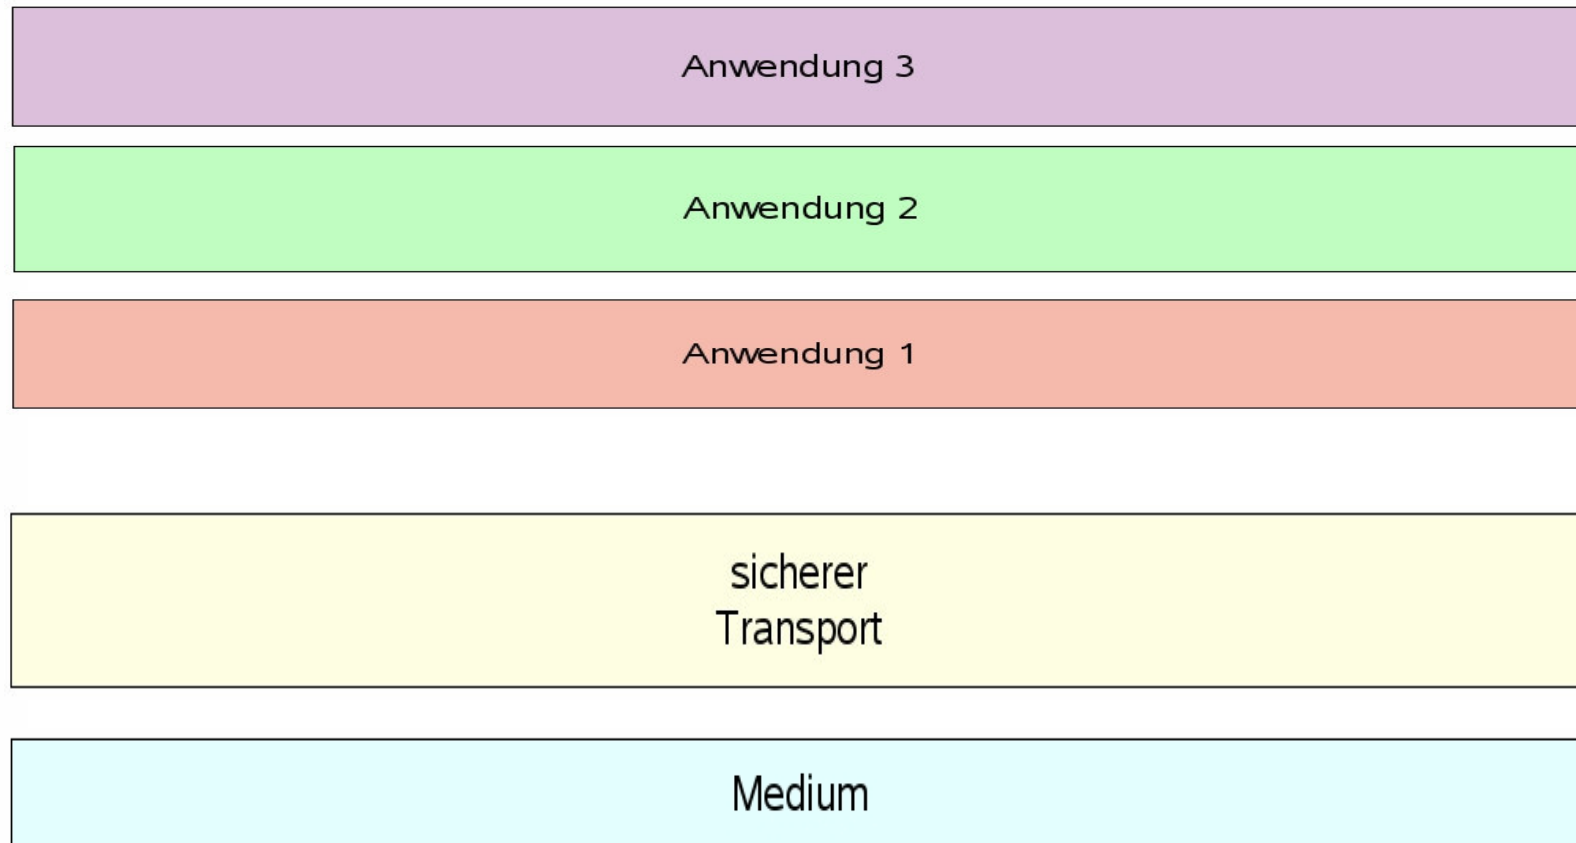 Anwendung 3
Anwendung 2
Anwendung 1
sicherer
Transport
Medium